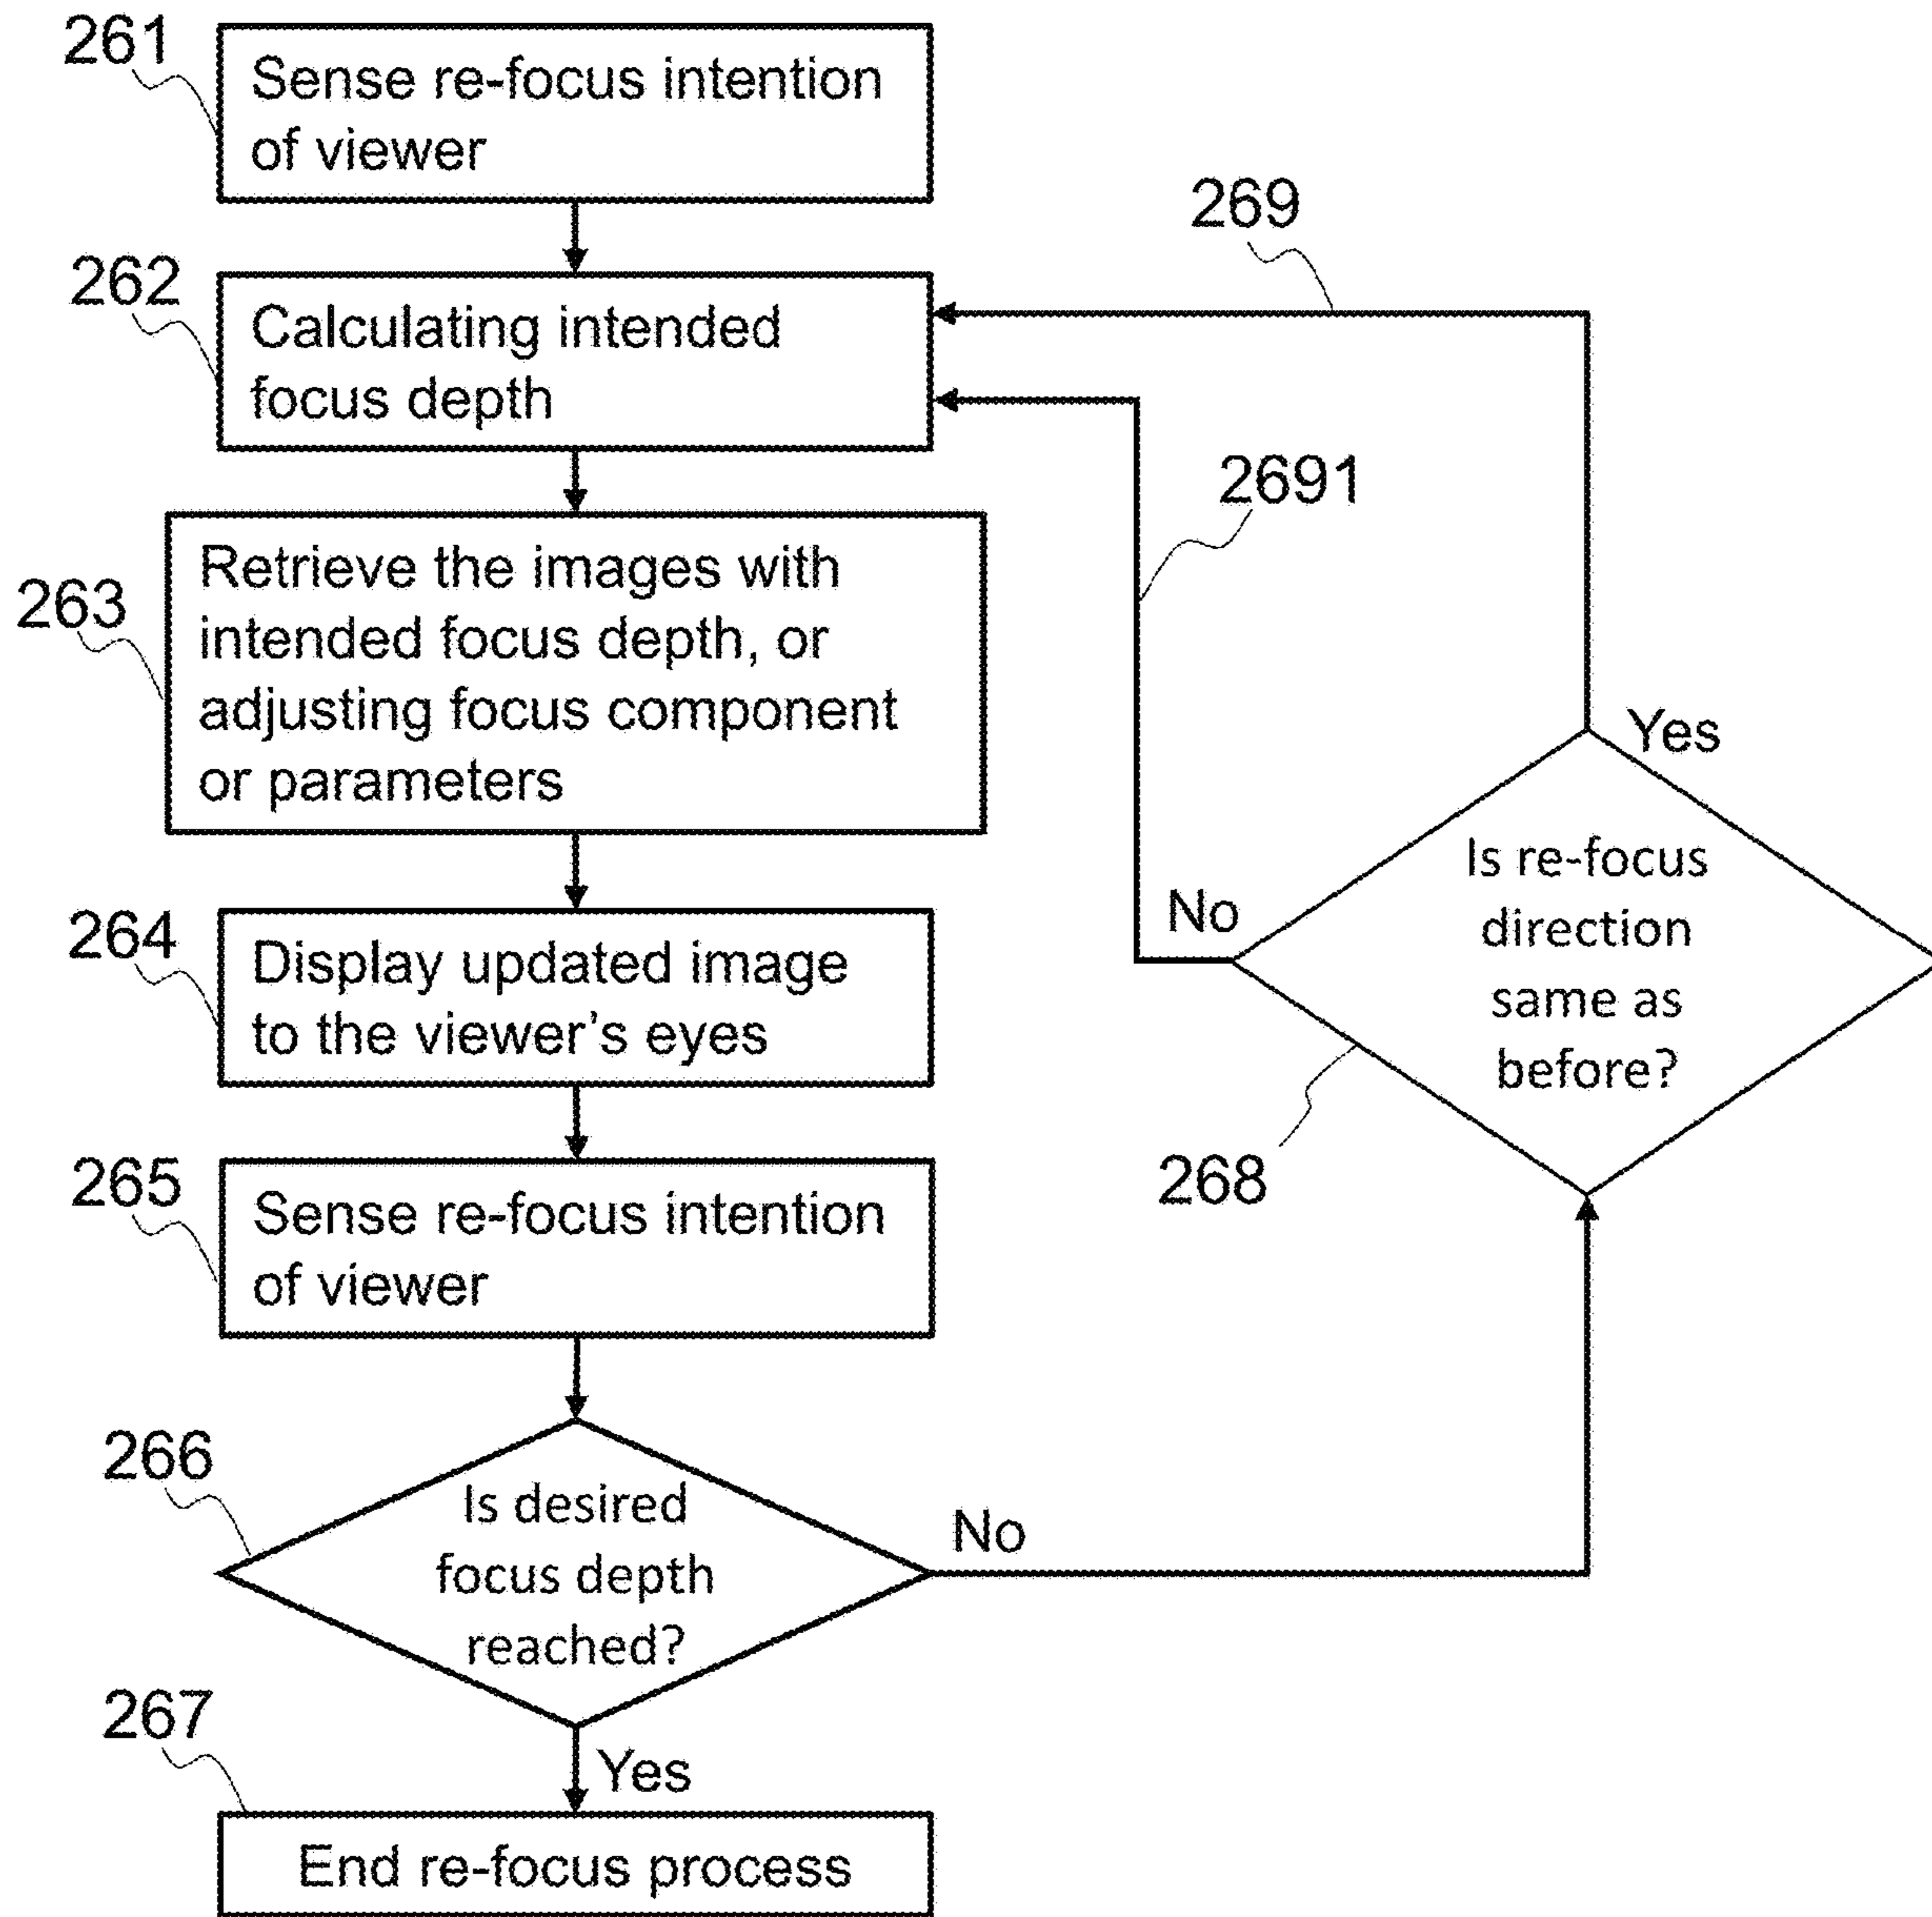 261
Sense re-focus intention
of viewer
262
Calculating intended
focus depth
269
2691
263
Retrieve the images with
intended focus depth, or
adjusting focus component
or parameters
264
Display updated image
to the viewer’s eyes
265
Sense re-focus intention
of viewer
266
Is desired
focus depth
reached?
No
Yes
267
End re-focus process
268
Is re-focus
direction
same as
before?
Yes
No